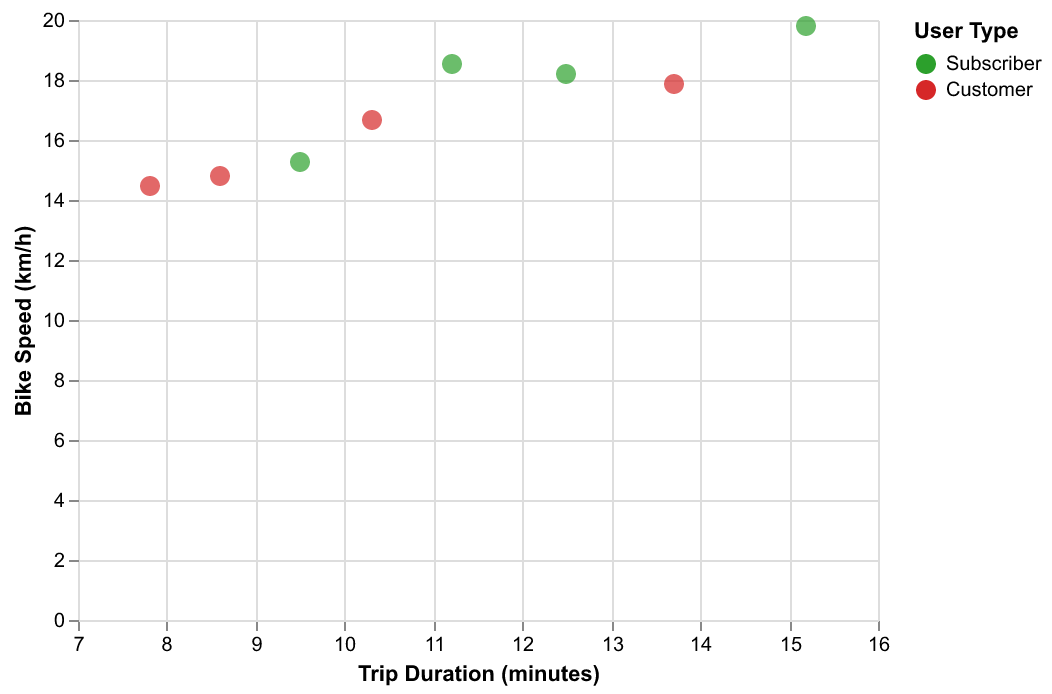 20
18
16
14
12
10
8
6
4
2
0
Bike Speed (km/h)
7 8 9 10 11 12 13 14 15 16
Trip Duration (minutes)
User Type
Subscriber
Customer